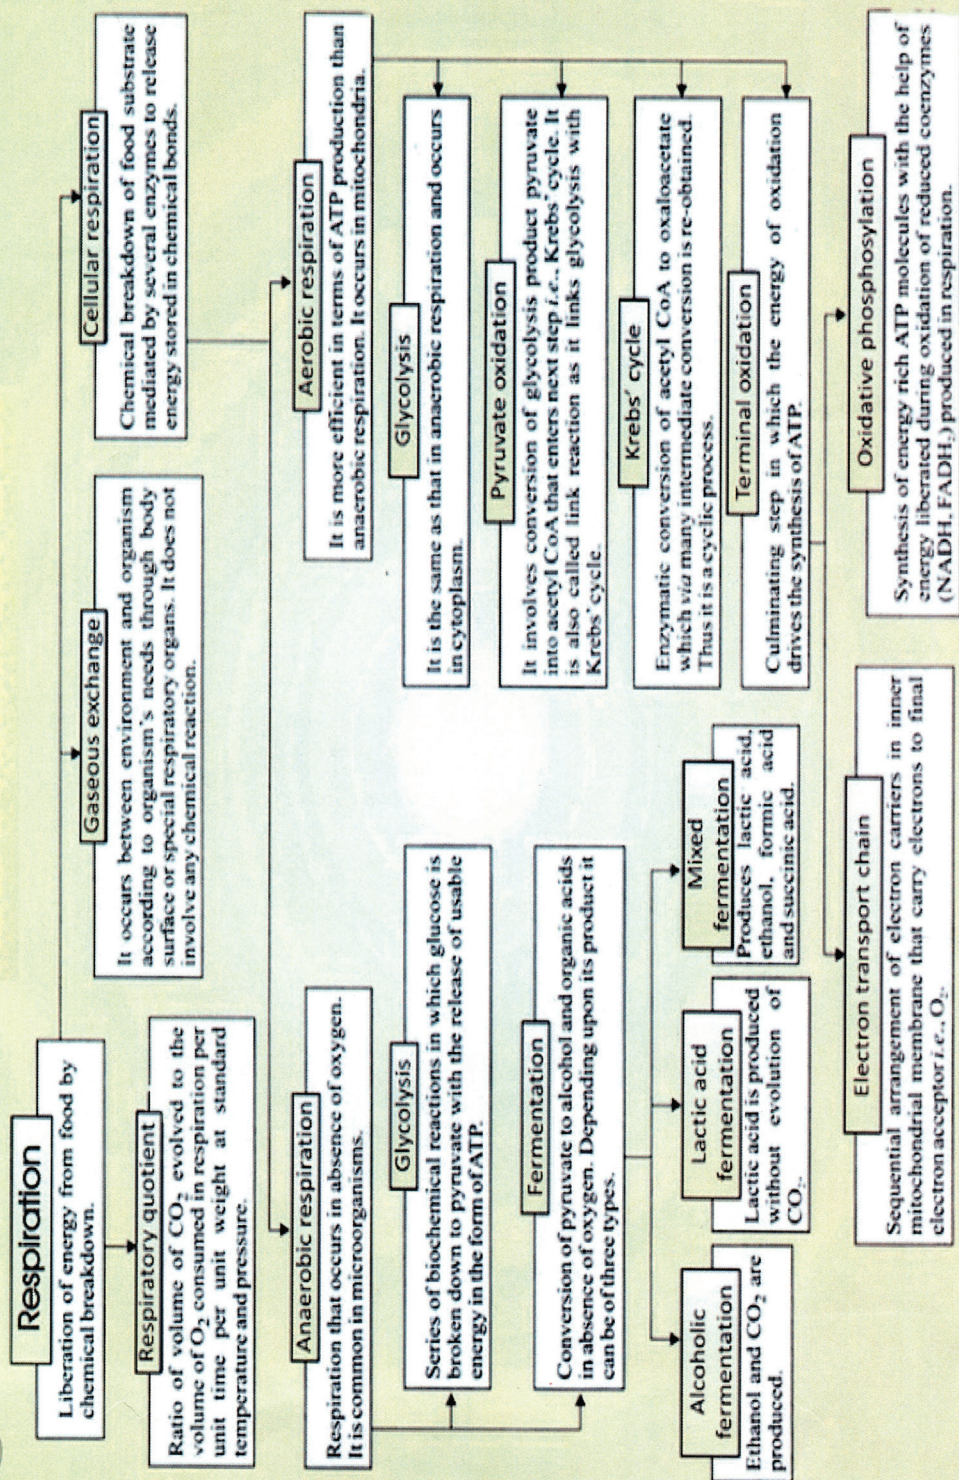 Respiration
Liberation of energy from food by
chemical breakdown.
Respiratory quotient
Ratio of volume of CO₂ evolved to the
volume of O₂ consumed in respiration per
unit time per unit weight at standard
temperature and pressure.
Gaseous exchange
It occurs between environment and organism
according to organism's needs through body
surface or special respiratory organs. It does not
involve any chemical reaction.
Cellular respiration
Chemical breakdown of food substrate
mediated by several enzymes to release
energy stored in chemical bonds.
Anaerobic respiration
Respiration that occurs in absence of oxygen.
It is common in microorganisms.
Glycolysis
Series of biochemical reactions in which glucose is
broken down to pyruvate with the release of usable
energy in the form of ATP.
Fermentation
Conversion of pyruvate to alcohol and organic acids
in absence of oxygen. Depending upon its product it
can be of three types.
Alcoholic
fermentation
Ethanol and CO₂ are
produced.
Lactic acid
fermentation
Lactic acid is produced
without evolution of
CO₂.
Mixed
fermentation
Produces lactic acid,
ethanol, formic acid
and succinic acid.
Aerobic respiration
It is more efficient in terms of ATP production than
anaerobic respiration. It occurs in mitochondria.
Glycolysis
It is the same as that in anaerobic respiration and occurs
in cytoplasm.
Pyruvate oxidation
It involves conversion of glycolysis product pyruvate
into acetyl CoA that enters next step i.e., Krebs' cycle. It
is also called link reaction as it links glycolysis with
Krebs' cycle.
Krebs' cycle
Enzymatic conversion of acetyl CoA to oxaloacetate
which via many intermediate conversion is re-obtained.
Thus it is a cyclic process.
Terminal oxidation
Culminating step in which the energy of oxidation
drives the synthesis of ATP.
Electron transport chain
Sequential arrangement of electron carriers in inner
mitochondrial membrane that carry electrons to final
electron acceptor i.e., O₂.
Oxidative phosphorylation
Synthesis of energy rich ATP molecules with the help of
energy liberated during oxidation of reduced coenzymes
(NADH, FADH₂) produced in respiration.